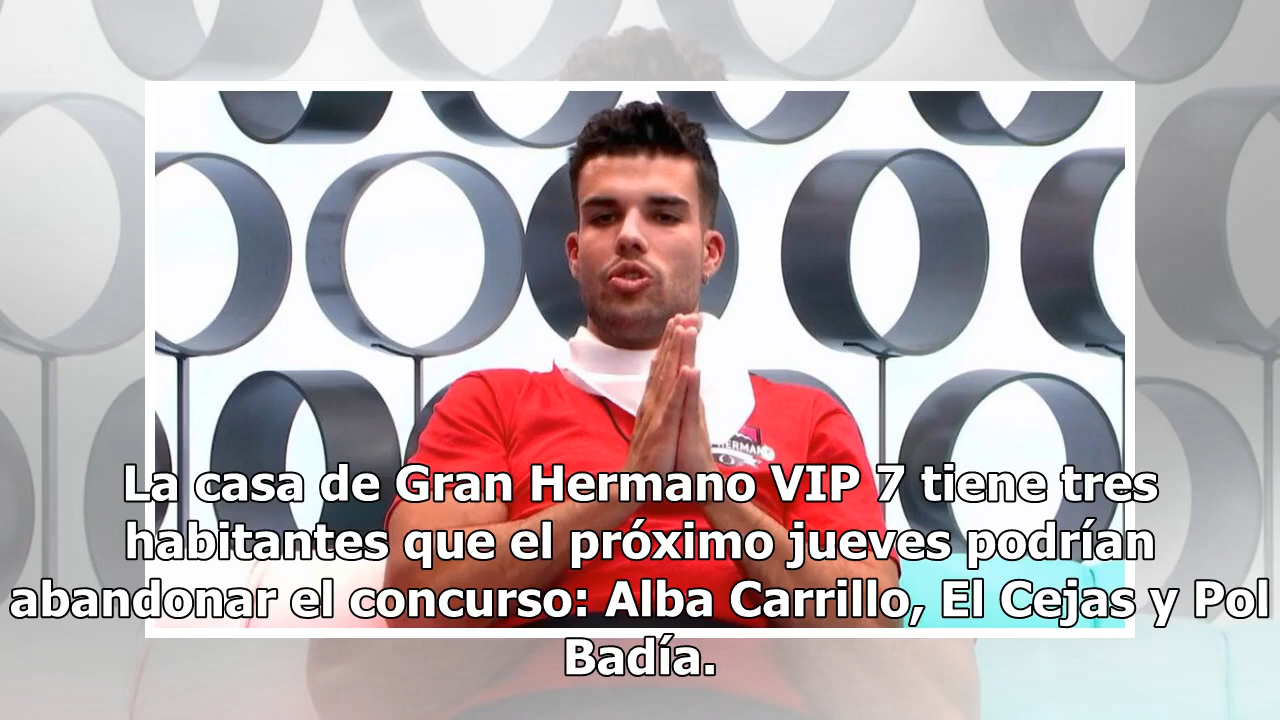 HERMANO
La casa de Gran Hermano VIP 7 tiene tres
habitantes que el próximo jueves podrían
abandonar el concurso: Alba Carrillo, El Cejas y Pol
Badía.